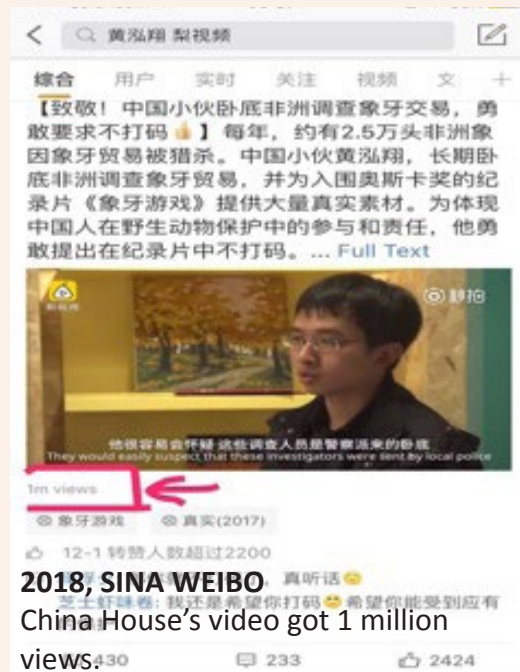 黄泓翔 梨视频
综合 用户 实时 关注 视频 文
【致敬！中国小伙卧底非洲调查象牙交易，勇
敢要求不打码👍】每年，约有2.5万头非洲象
因象牙贸易被猎杀。中国小伙黄泓翔，长期卧
底非洲调查象牙贸易，并为入围奥斯卡奖的纪
录片《象牙游戏》提供大量真实素材。为体现
中国人在野生动物保护中的参与和责任，他勇
敢提出在纪录片中不打码。... Full Text
秒拍
他很容易会怀疑 这些调查人员是警察派来的卧底
They would easily suspect that these investigators were sent by local police
1m views
象牙游戏 真实(2017)
12-1 转赞人数超过2200
真听话
2018, SINA WEIBO
芝士虾味卷: 我还是希望你打码 希望你能受到应有
China House’s video got 1 million
views.
430 233 2424